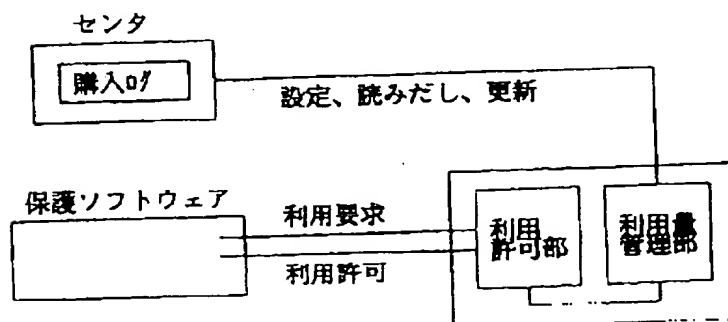 センタ
購入ログ
設定、読みだし、更新
保護ソフトウェア
利用要求
利用許可
利用
許可部
利用量
管理部